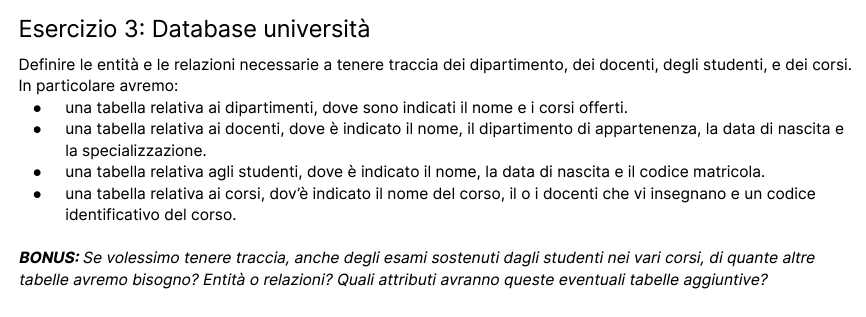 Esercizio 3: Database università
Definire le entità e le relazioni necessarie a tenere traccia dei dipartimento, dei docenti, degli studenti, e dei corsi.
In particolare avremo:
● una tabella relativa ai dipartimenti, dove sono indicati il nome e i corsi offerti.
● una tabella relativa ai docenti, dove è indicato il nome, il dipartimento di appartenenza, la data di nascita e
la specializzazione.
● una tabella relativa agli studenti, dove è indicato il nome, la data di nascita e il codice matricola.
● una tabella relativa ai corsi, dov’è indicato il nome del corso, il o i docenti che vi insegnano e un codice
identificativo del corso.
BONUS: Se volessimo tenere traccia, anche degli esami sostenuti dagli studenti nei vari corsi, di quante altre
tabelle avremo bisogno? Entità o relazioni? Quali attributi avranno queste eventuali tabelle aggiuntive?